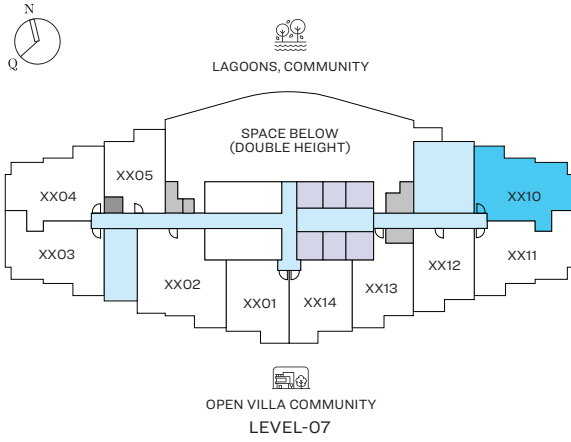 N
Q
LAGOONS, COMMUNITY
SPACE BELOW
(DOUBLE HEIGHT)
XX05
XX04
XX10
XX03
XX11
XX12
XX02
XX13
XX01
XX14
OPEN VILLA COMMUNITY
LEVEL-07